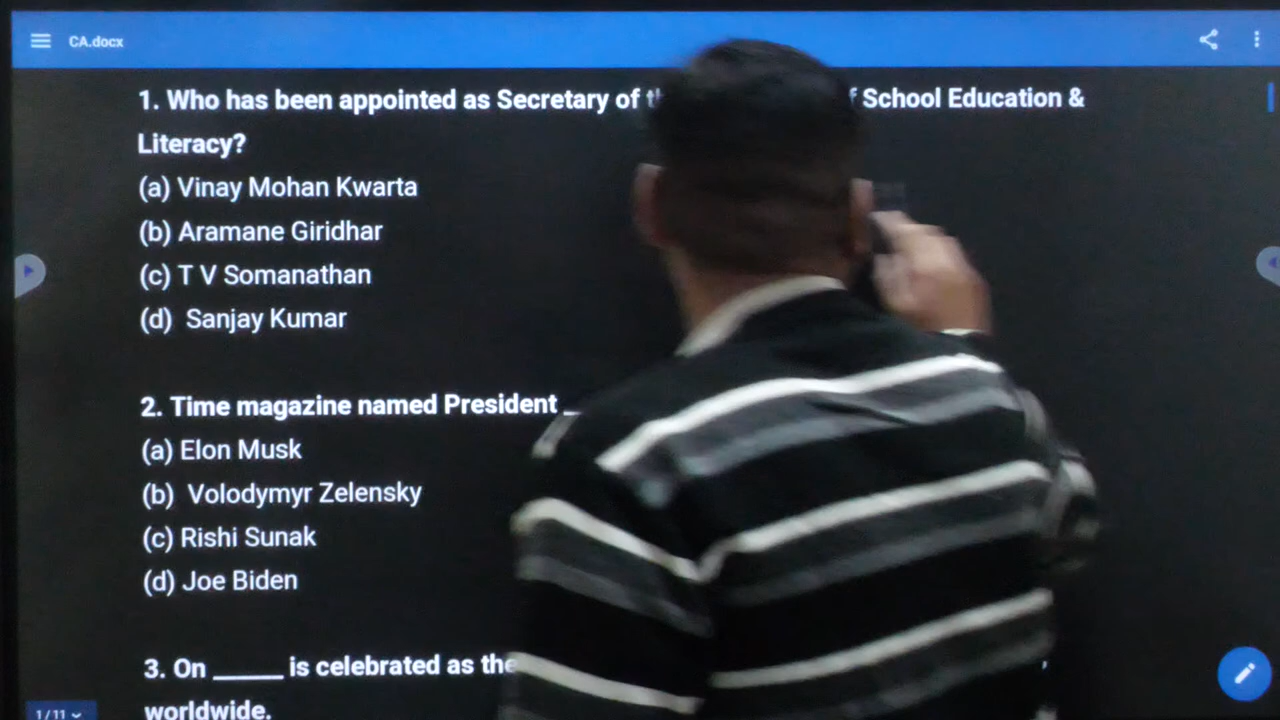 CA.docx
1. Who has been appointed as Secretary of School Education &
Literacy?
(a) Vinay Mohan Kwarta
(b) Aramane Giridhar
(c) T V Somanathan
(d) Sanjay Kumar
2. Time magazine named President _
(a) Elon Musk
(b) Volodymyr Zelensky
(c) Rishi Sunak
(d) Joe Biden
3. On _____ is celebrated as the
worldwide.
1/11